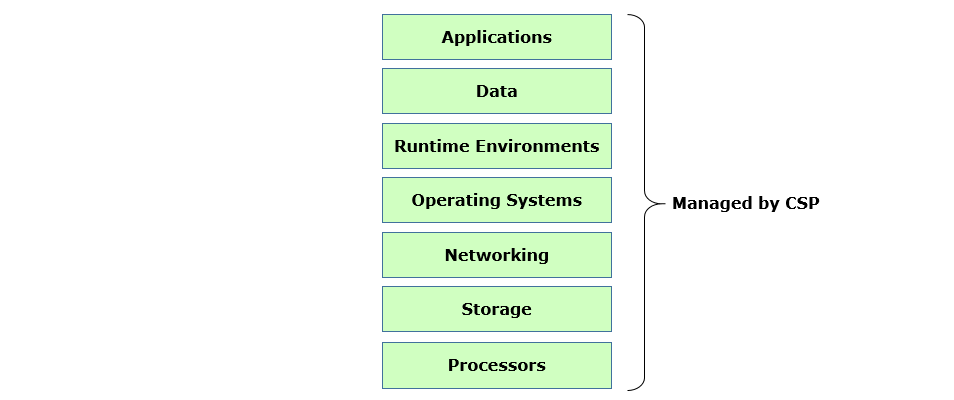 Applications
Data
Runtime Environments
Operating Systems
Managed by CSP
Networking
Storage
Processors